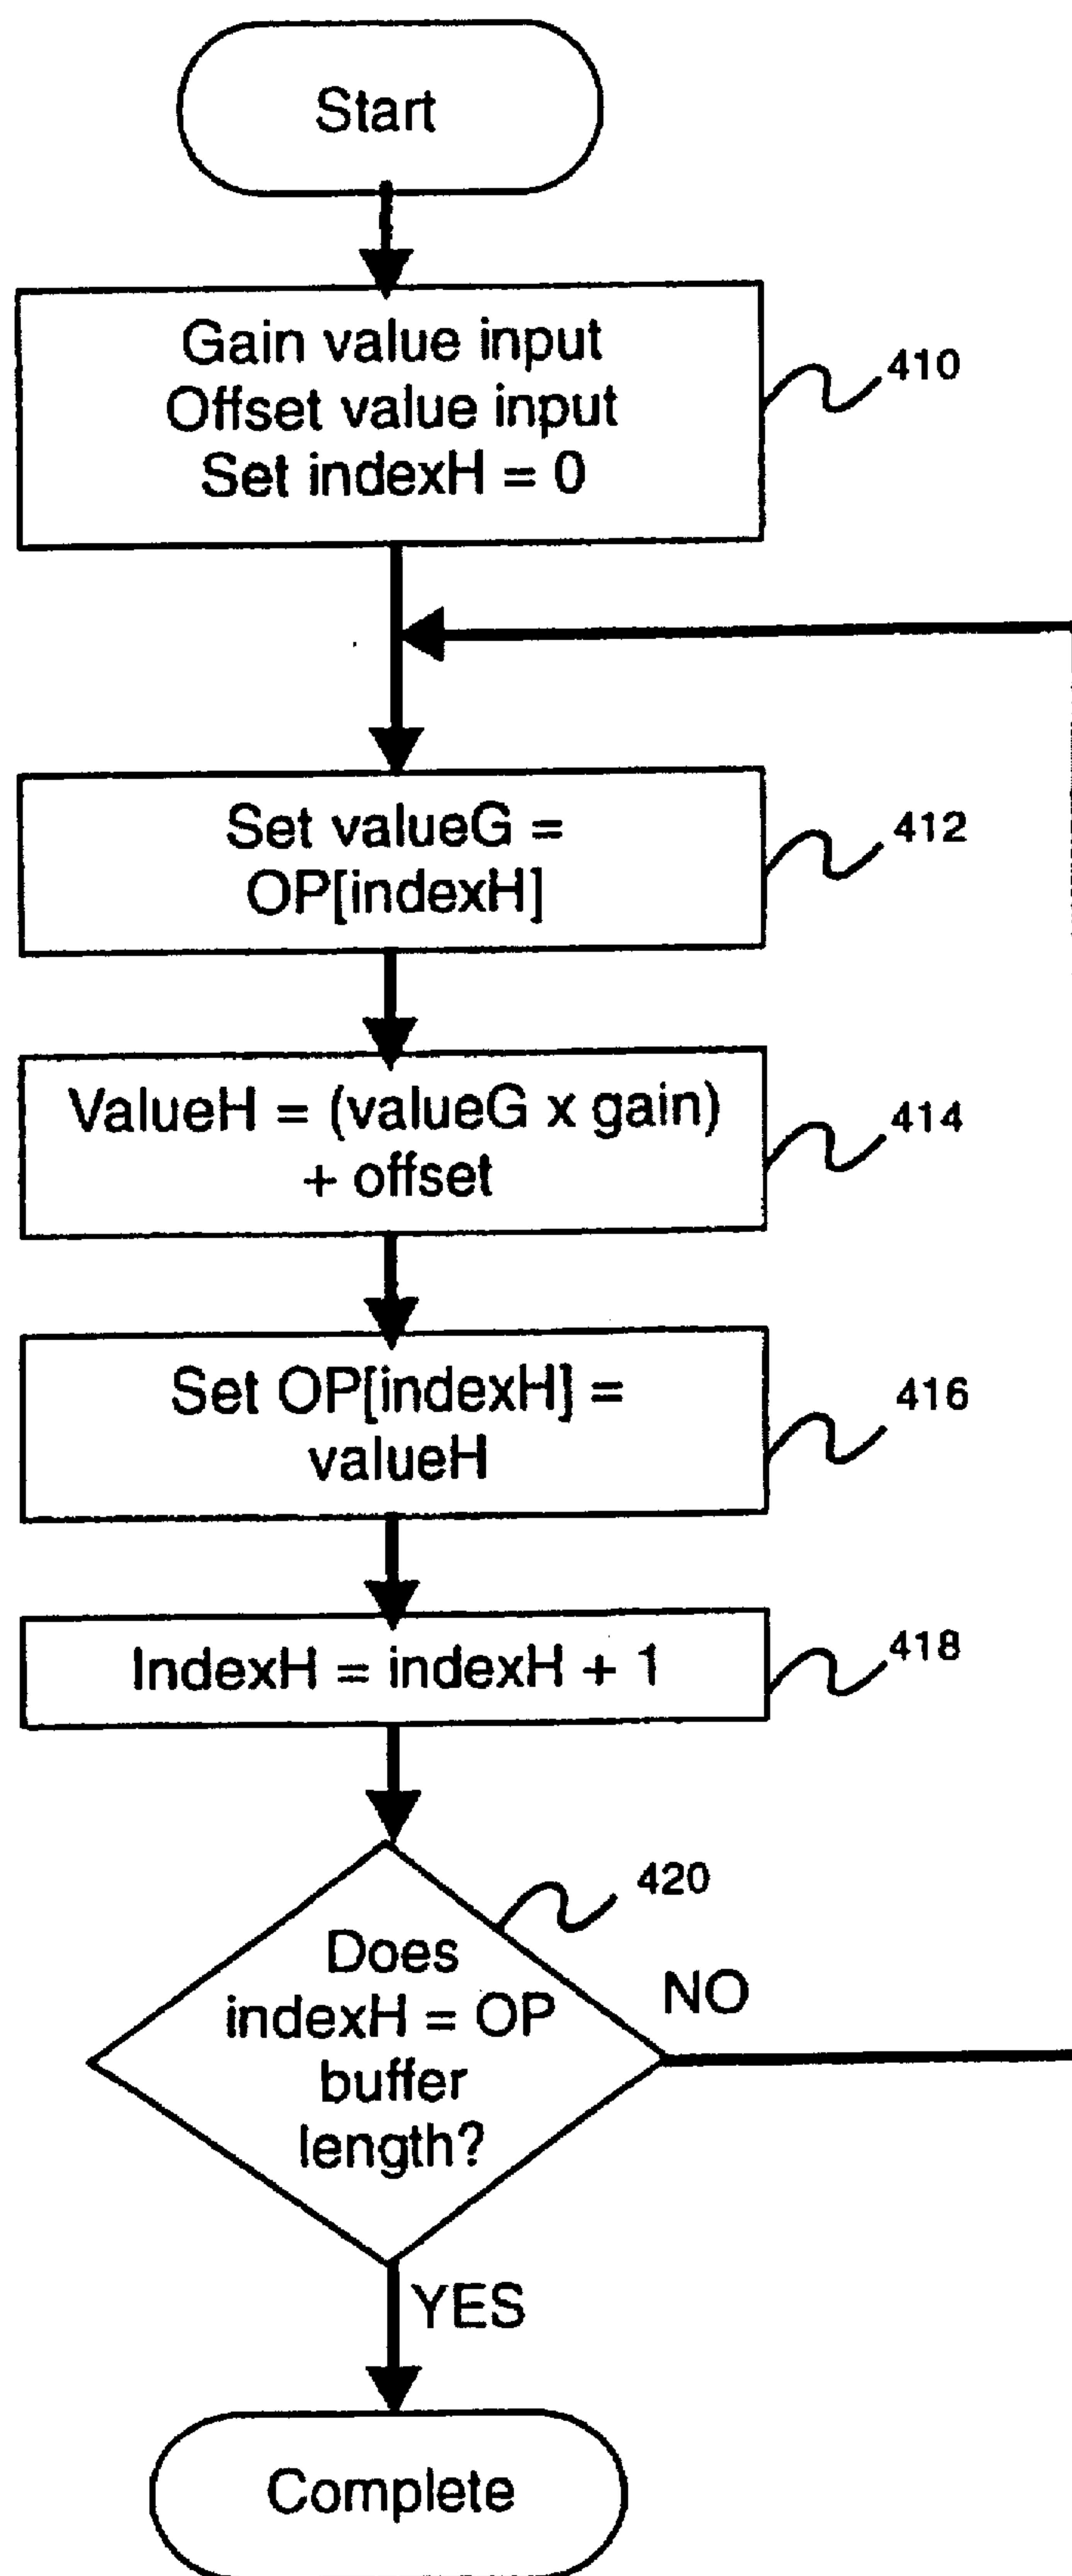 Start
Gain value input
Offset value input
Set indexH = 0
410
Set valueG =
OP[indexH]
412
ValueH = (valueG x gain)
+ offset
414
Set OP[indexH] =
valueH
416
IndexH = indexH + 1
418
420
Does
indexH = OP
buffer
length?
NO
YES
Complete